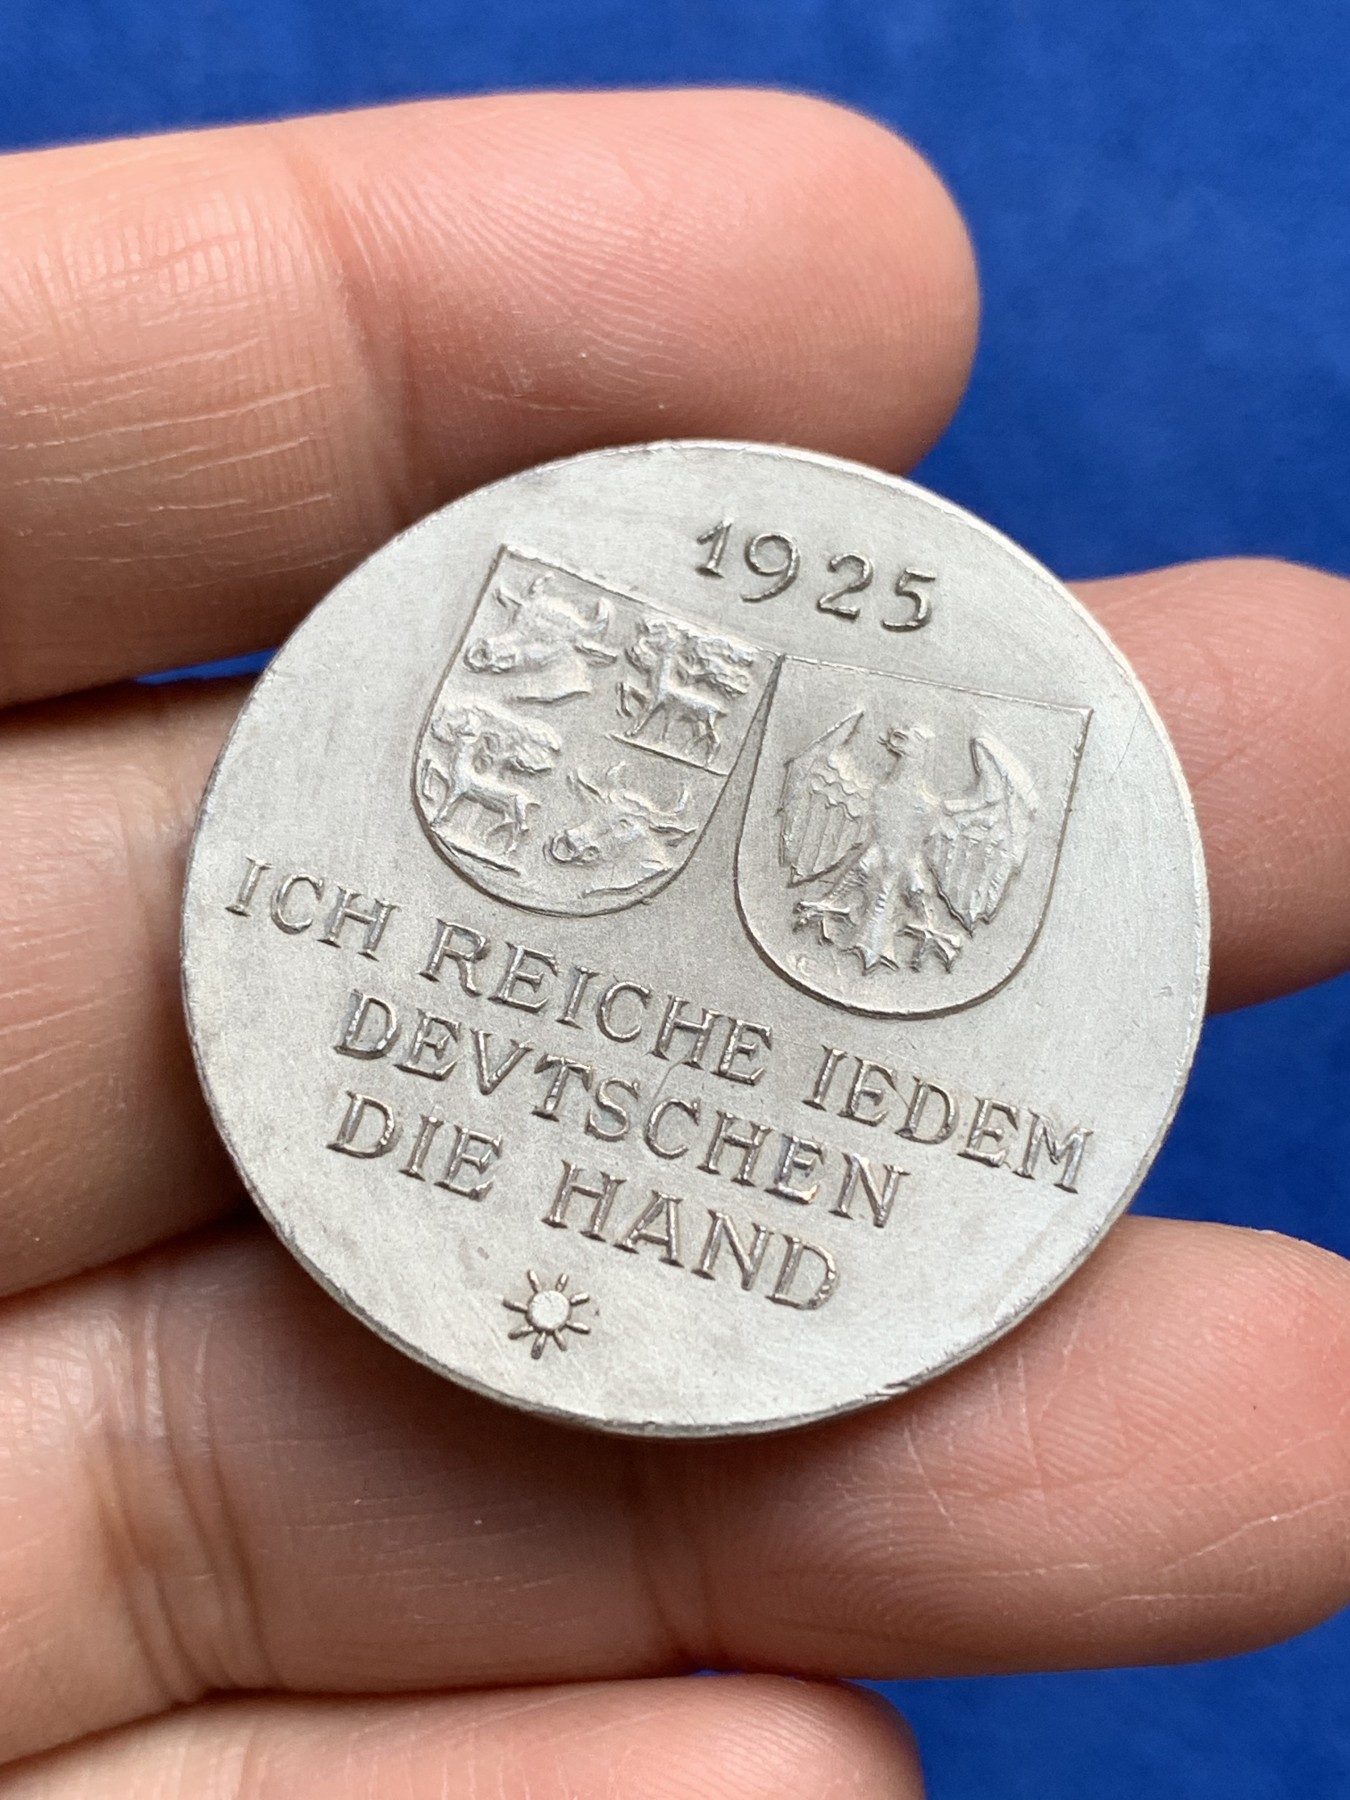 1925
ICH REICHE IEDEM
DEVTSCHEN
DIE HAND